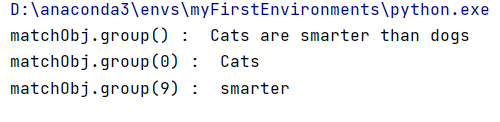 D:\anaconda3\envs\myFirstEnvironments\python.exe
matchObj.group() :  Cats are smarter than dogs
matchObj.group(0) :  Cats
matchObj.group(9) :  smarter